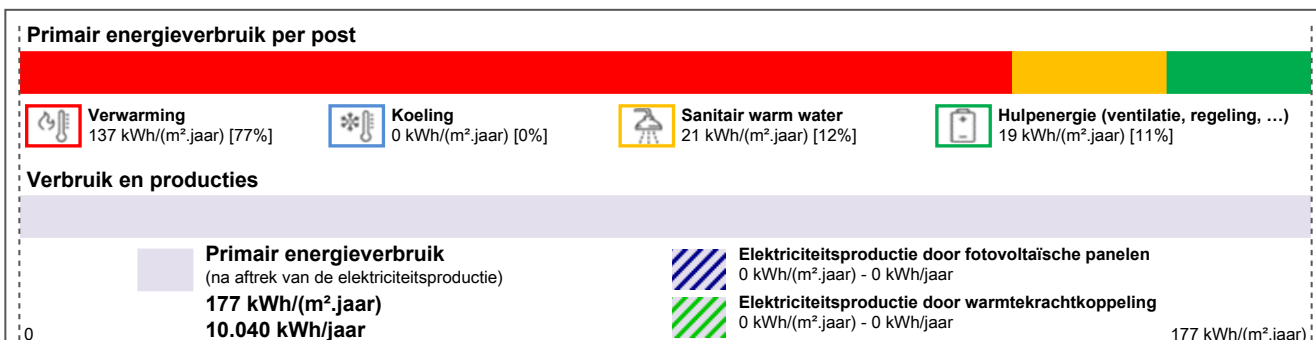 Primair energieverbruik per post
Verwarming
137 kWh/(m².jaar) [77%]
Koeling
0 kWh/(m².jaar) [0%]
Sanitair warm water
21 kWh/(m².jaar) [12%]
Hulpenergie (ventilatie, regeling, …)
19 kWh/(m².jaar) [11%]
Verbruik en producties
Primair energieverbruik
(na aftrek van de elektriciteitsproductie)
177 kWh/(m².jaar)
10.040 kWh/jaar
Elektriciteitsproductie door fotovoltaïsche panelen
0 kWh/(m².jaar) - 0 kWh/jaar
Elektriciteitsproductie door warmtekrachtkoppeling
0 kWh/(m².jaar) - 0 kWh/jaar
0
177 kWh/(m².jaar)